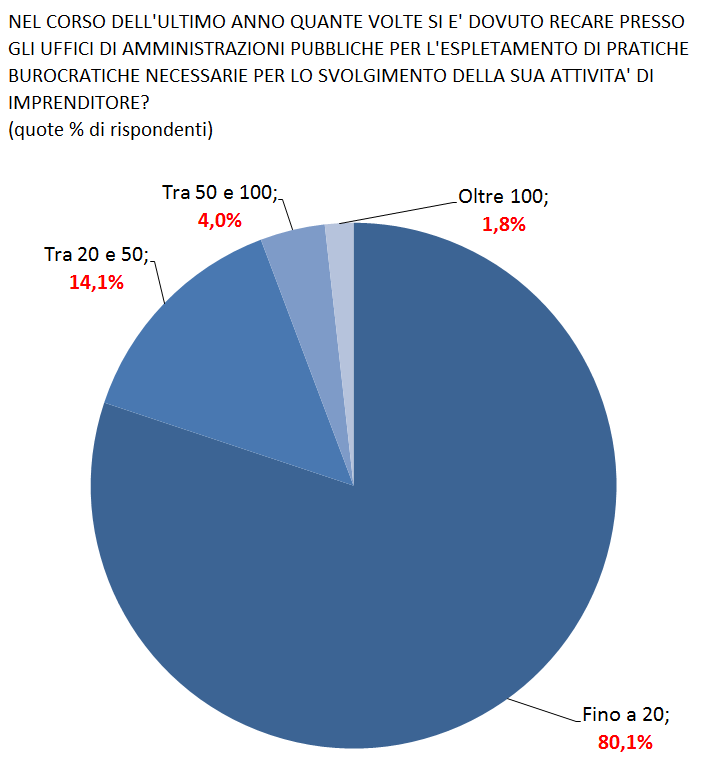 NEL CORSO DELL'ULTIMO ANNO QUANTE VOLTE SI E' DOVUTO RECARE PRESSO
GLI UFFICI DI AMMINISTRAZIONI PUBBLICHE PER L'ESPLETAMENTO DI PRATICHE
BUROCRATICHE NECESSARIE PER LO SVOLGIMENTO DELLA SUA ATTIVITA' DI
IMPRENDITORE?
(quote % di rispondenti)
Tra 50 e 100;
4,0%
Oltre 100;
1,8%
Tra 20 e 50;
14,1%
Fino a 20;
80,1%